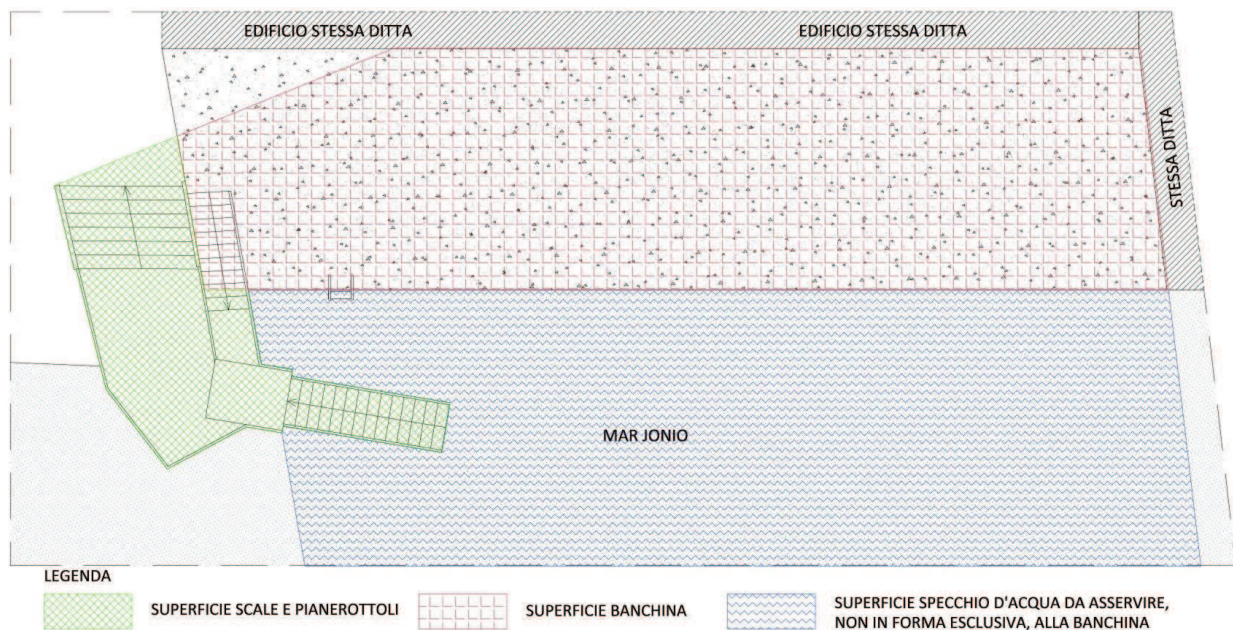 EDIFICIO STESSA DITTA
EDIFICIO STESSA DITTA
STESSA DITTA
MAR JONIO
LEGENDA
SUPERFICIE SCALE E PIANEROTTOLI
SUPERFICIE BANCHINA
SUPERFICIE SPECCHIO D'ACQUA DA ASSERVIRE,
NON IN FORMA ESCLUSIVA, ALLA BANCHINA